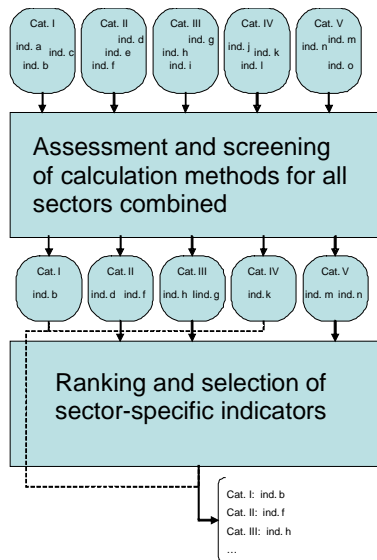 Cat. I
ind. a ind. c
ind. b
Cat. II
ind. d
ind. e
ind. f
Cat. III
ind. g
ind. h
ind. i
Cat. IV
ind. j ind. k
ind. l
Cat. V
ind. m
ind. n
ind. o
Assessment and screening
of calculation methods for all
sectors combined
Cat. I
ind. b
Cat. II
ind. d ind. f
Cat. III
ind. h Iind. g
Cat. IV
ind. k
Cat. V
ind. m ind. n
Ranking and selection of
sector-specific indicators
Cat. I: ind. b
Cat. II: ind. f
Cat. III: ind. h
...